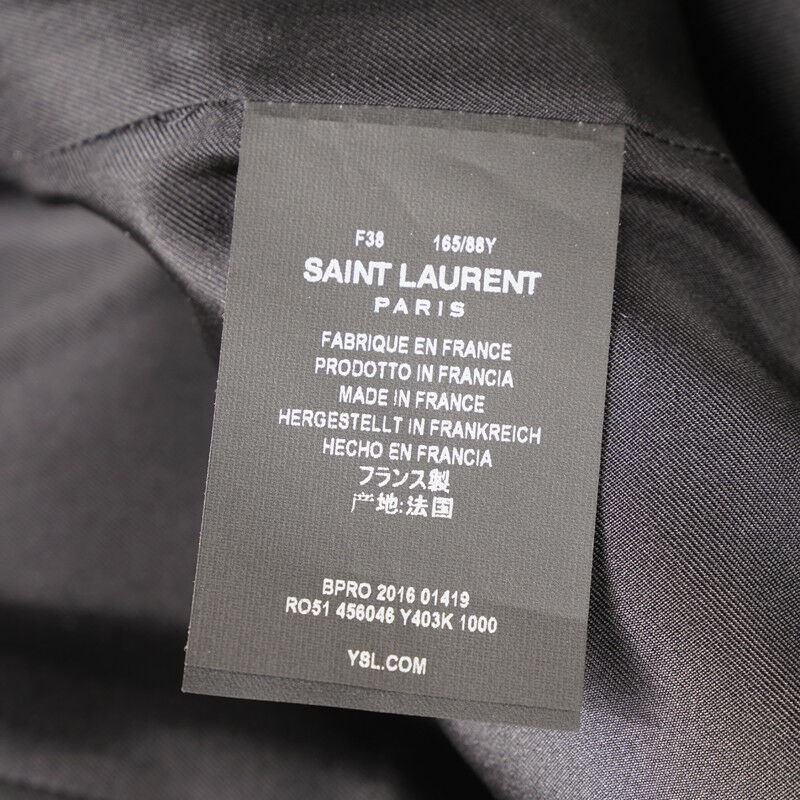 F38 165/88Y
SAINT LAURENT
PARIS
FABRIQUE EN FRANCE
PRODOTTO IN FRANCIA
MADE IN FRANCE
HERGESTELLT IN FRANKREICH
HECHO EN FRANCIA
フランス製
产地:法国
BPRO 2016 01419
RO51 456046 Y403K 1000
YSL.COM